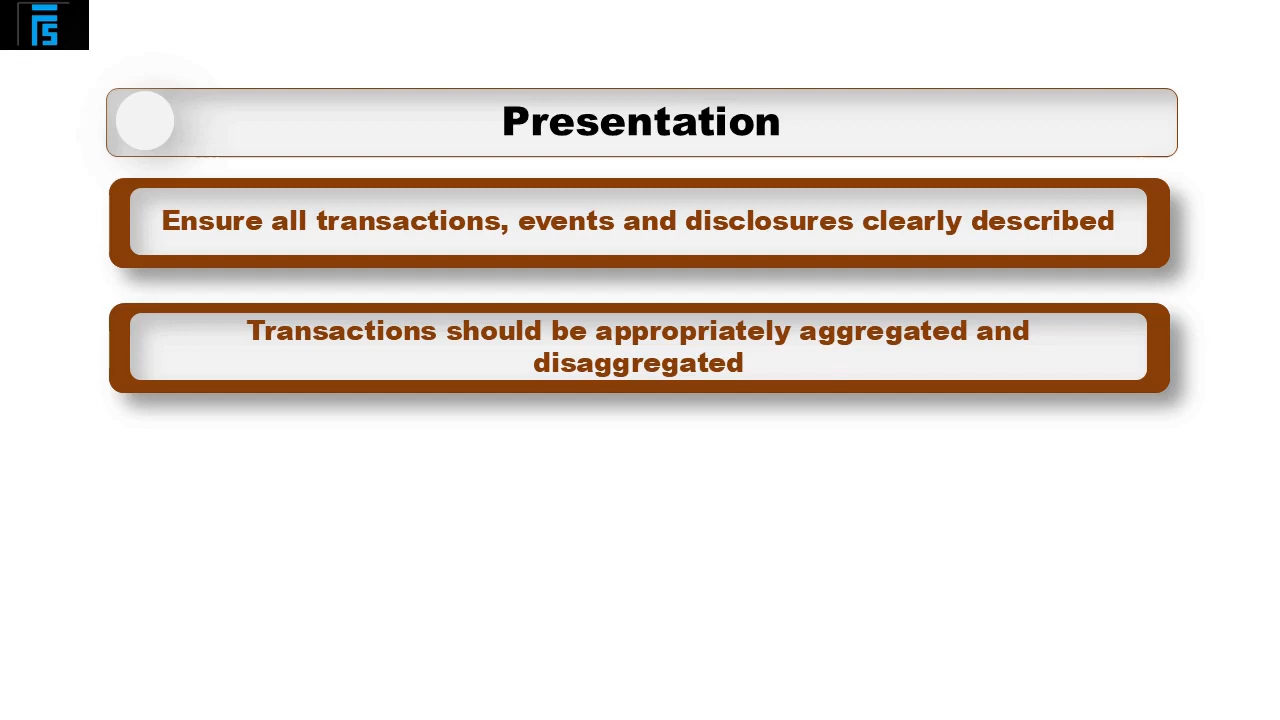 Presentation
Ensure all transactions, events and disclosures clearly described
Transactions should be appropriately aggregated and
disaggregated